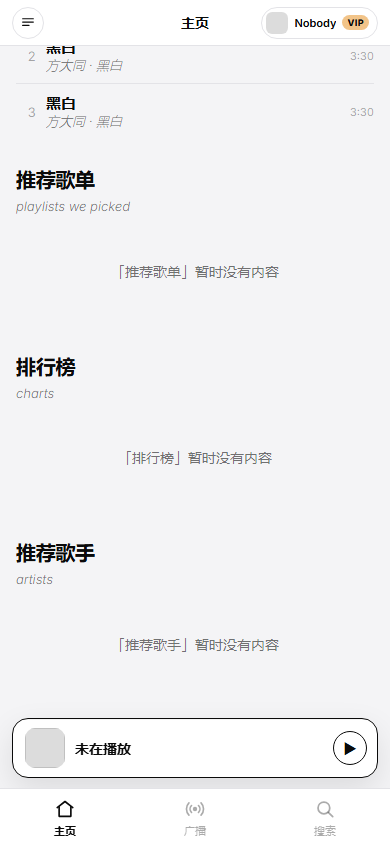 主页
Nobody VIP
2 黑白 3:30
方大同 · 黑白
3 黑白 3:30
方大同 · 黑白
推荐歌单
playlists we picked
「推荐歌单」暂时没有内容
排行榜
charts
「排行榜」暂时没有内容
推荐歌手
artists
「推荐歌手」暂时没有内容
未在播放
主页 广播 搜索